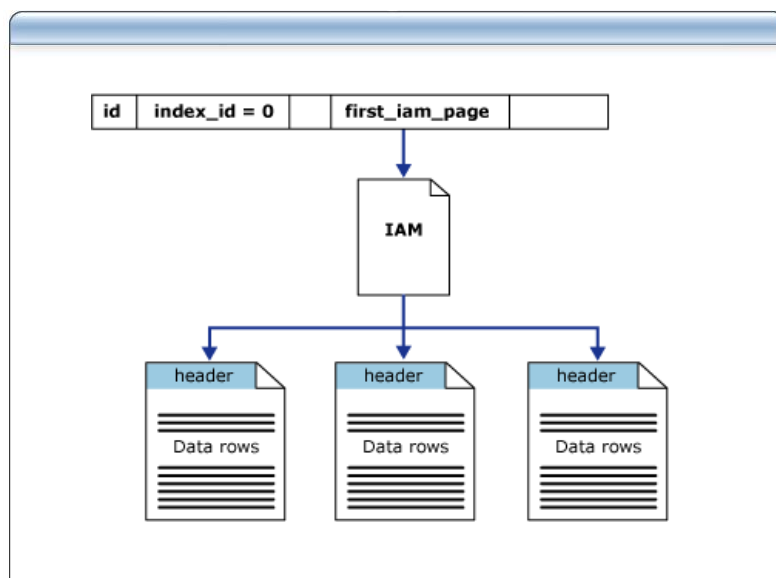 id index_id = 0 first_iam_page
IAM
header header header
Data rows Data rows Data rows